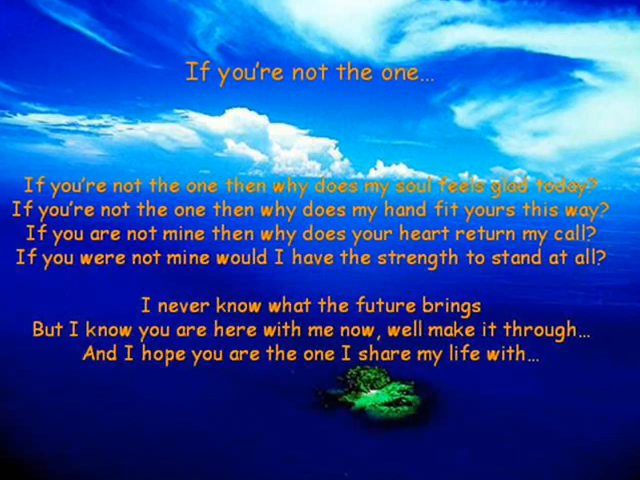 If you're not the one...
If you're not the one then why does my soul feels glad today?
If you're not the one then why does my hand fit yours this way?
If you are not mine then why does your heart return my call?
If you were not mine would I have the strength to stand at all?
I never know what the future brings
But I know you are here with me now, well make it through...
And I hope you are the one I share my life with...